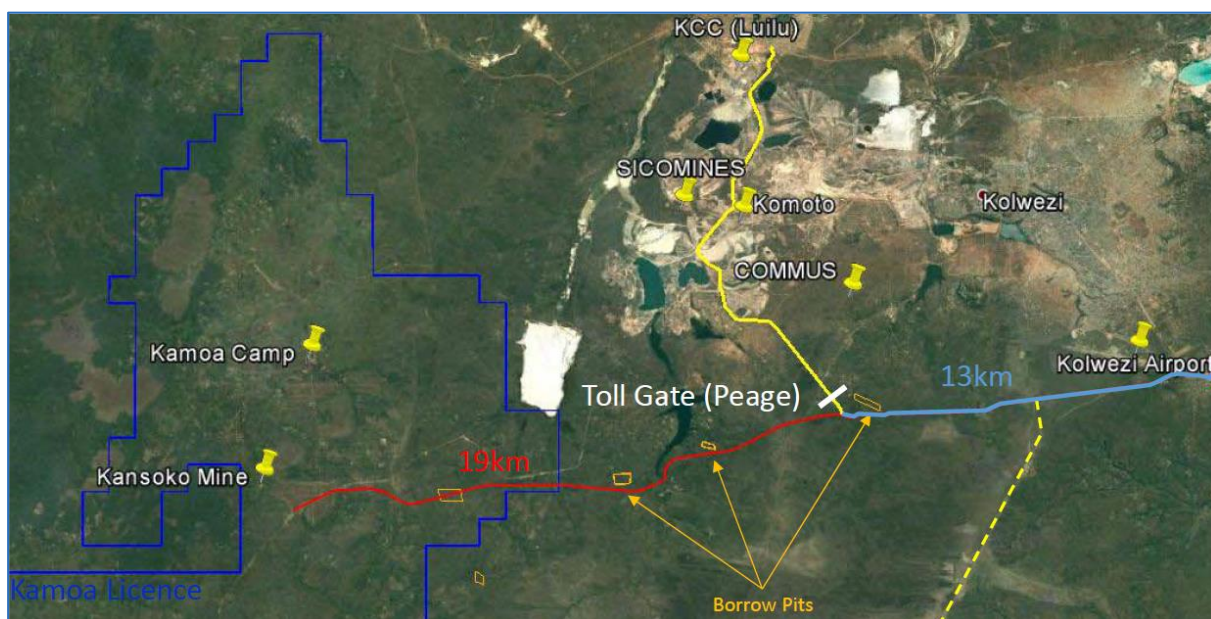 KCC (Luilu)
SICOMINES
Komoto
Kolwezi
COMMUS
Kamoa Camp
Kolwezi Airport
13km
Toll Gate (Peage)
19km
Kansoko Mine
Kamoa Licence
Borrow Pits